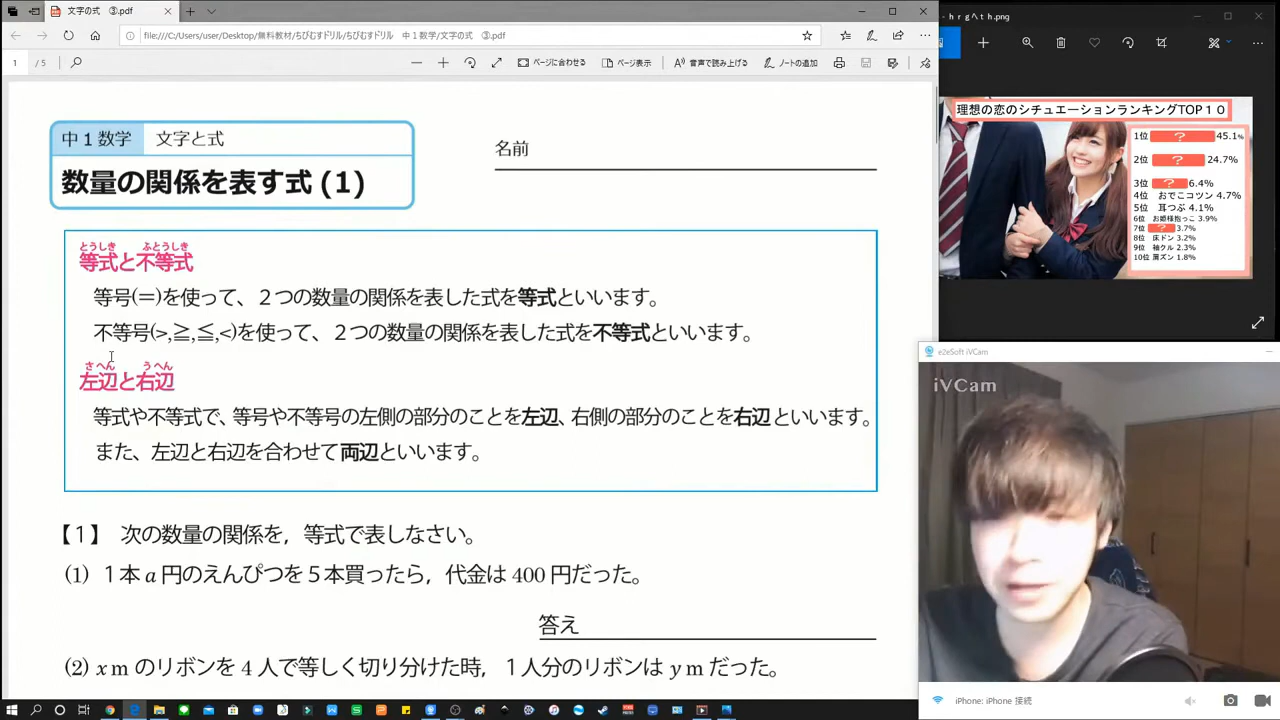 文字の式　③.pdf
file:///C:/Users/user/Desktop/無料教材/ちびむすドリル/ちびむすドリル　中１数学/文字の式　③.pdf
1 / 5
ページに合わせる
ページ表示
音声で読み上げる
ノートの追加
中１数学　文字と式
数量の関係を表す式 (1)
名前
とうしき　ふとうしき
等式と不等式
等号(=)を使って、２つの数量の関係を表した式を等式といいます。
不等号(>,≧,≦,<)を使って、２つの数量の関係を表した式を不等式といいます。
さへん　うへん
左辺と右辺
等式や不等式で、等号や不等号の左側の部分のことを左辺、右側の部分のことを右辺といいます。
また、左辺と右辺を合わせて両辺といいます。
【１】 次の数量の関係を，等式で表しなさい。
(1) １本 a 円のえんぴつを５本買ったら，代金は 400 円だった。
答え
(2) x m のリボンを４人で等しく切り分けた時，１人分のリボンは y m だった。
- ｈｒｇへｔｈ.png
理想の恋のシチュエーションランキングTOP１０
1位 ? 45.1%
2位 ? 24.7%
3位 ? 6.4%
4位 おでこコツン 4.7%
5位 耳つぶ 4.1%
6位 お姫様抱っこ 3.9%
7位 ? 3.7%
8位 床ドン 3.2%
9位 袖クル 2.3%
10位 肩ズン 1.8%
e2eSoft iVCam
iVCam
iPhone: iPhone 接続